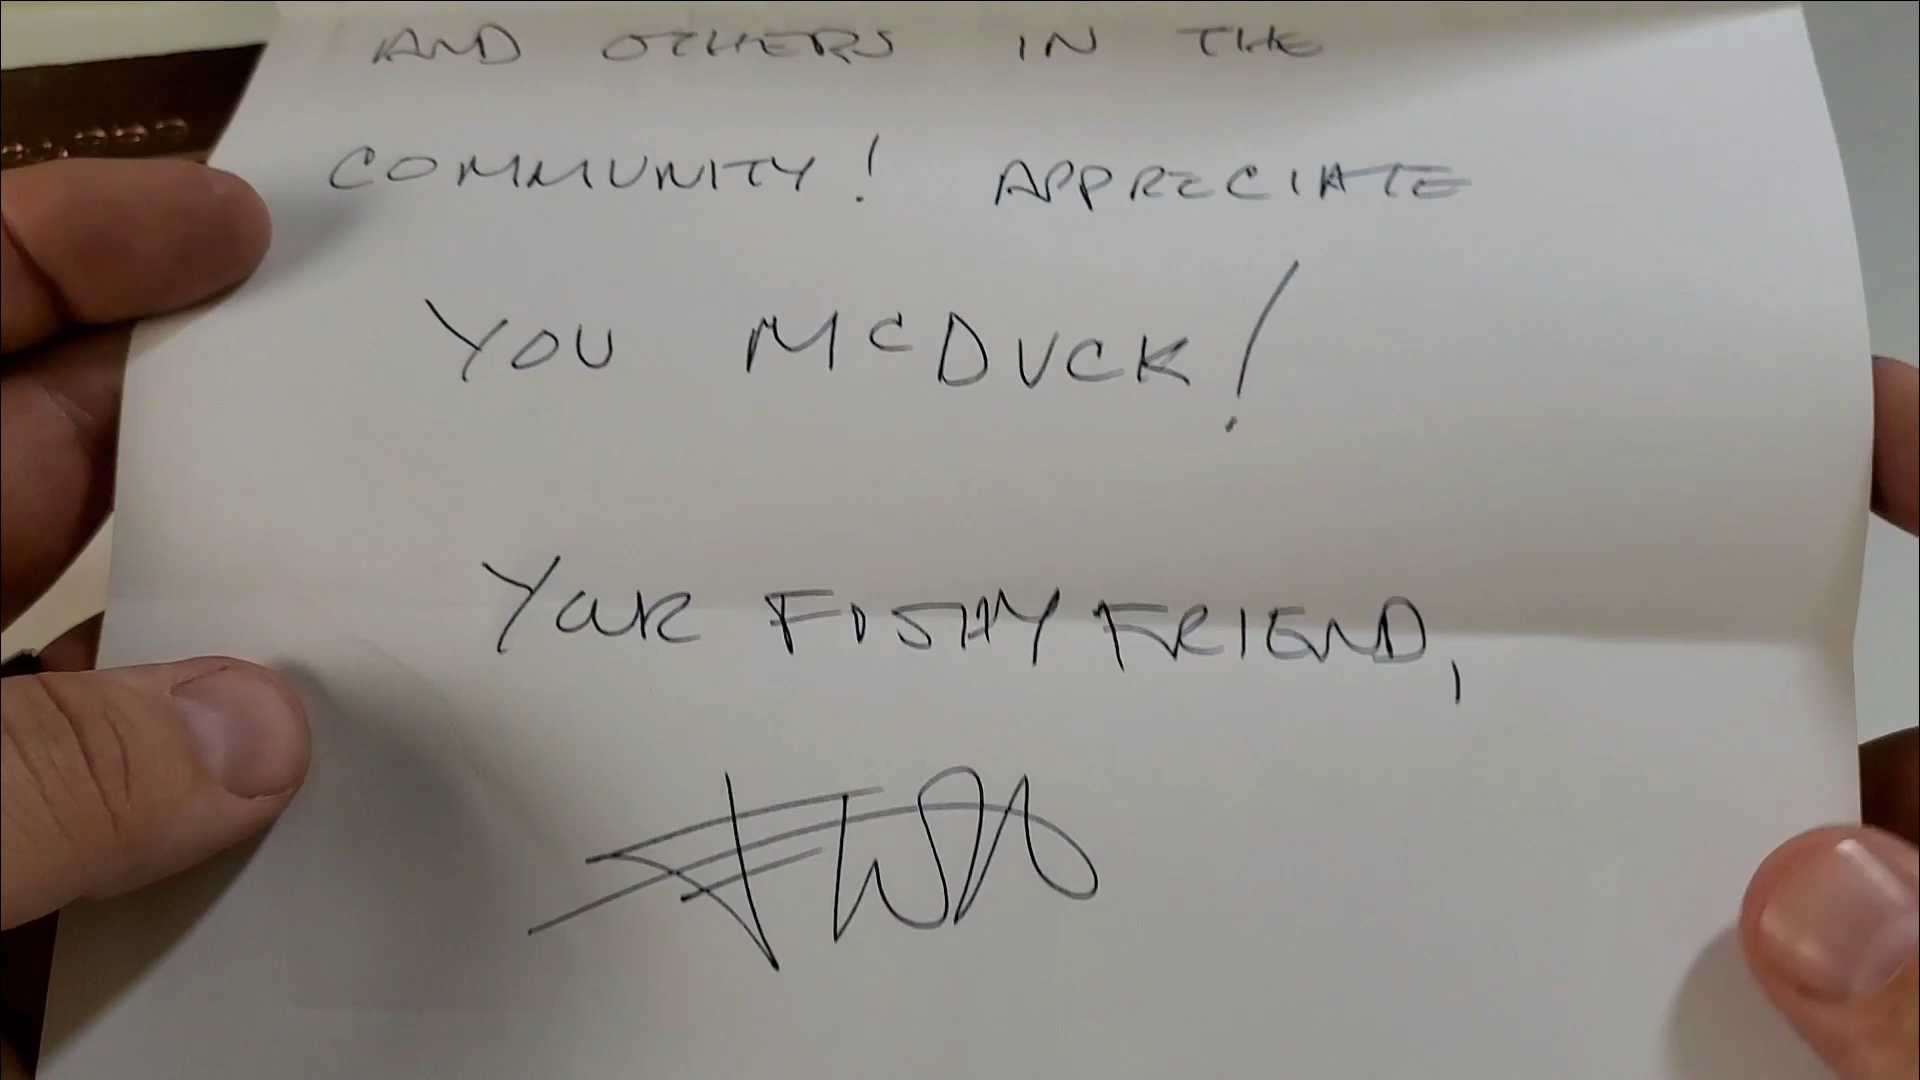 AND OTHERS IN THE
COMMUNITY! APPRECIATE
YOU McDUCK!
YOUR FISHY FRIEND,